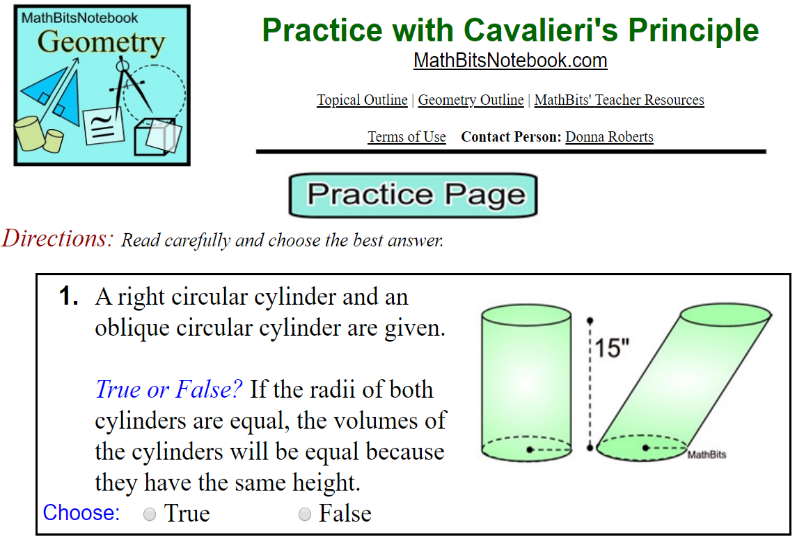 MathBitsNotebook
Geometry
Practice with Cavalieri's Principle
MathBitsNotebook.com
Topical Outline | Geometry Outline | MathBits' Teacher Resources
Terms of Use Contact Person: Donna Roberts
Practice Page
Directions: Read carefully and choose the best answer.
1. A right circular cylinder and an
oblique circular cylinder are given.
True or False? If the radii of both
cylinders are equal, the volumes of
the cylinders will be equal because
they have the same height.
15"
MathBits
Choose: True False